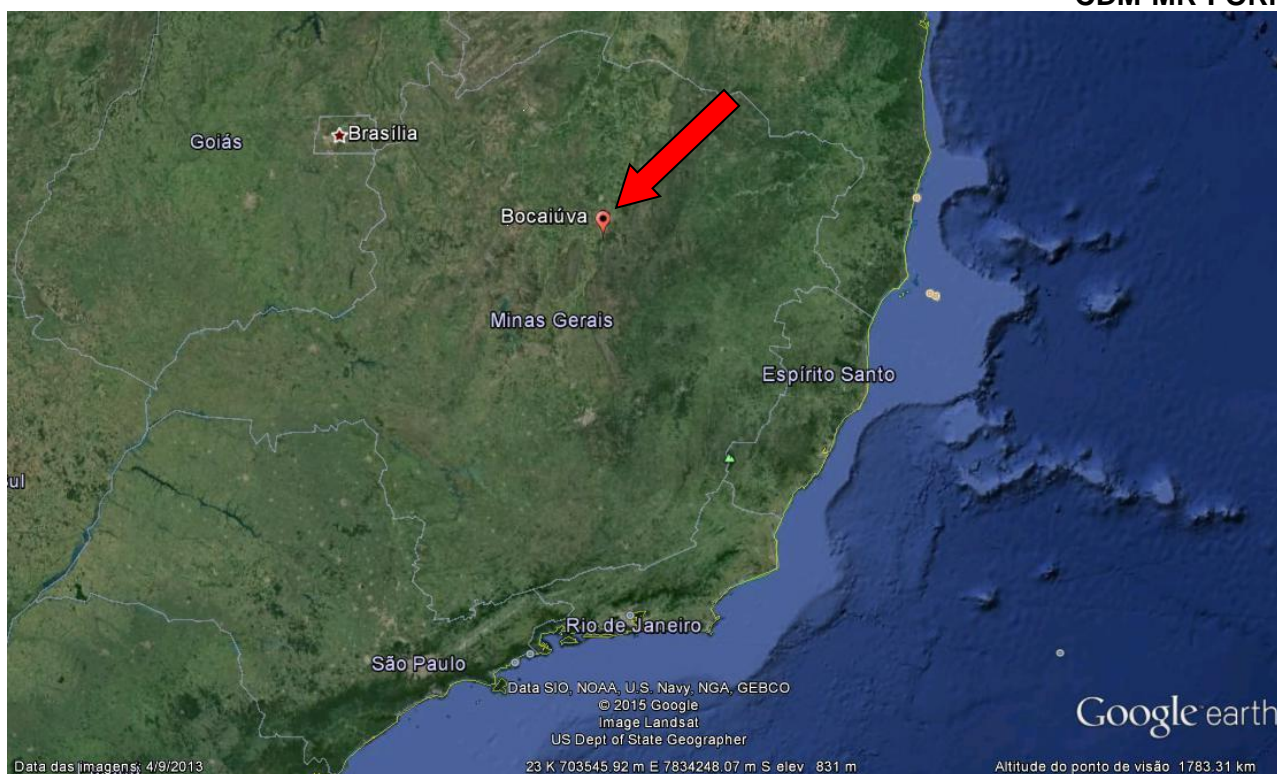 Goiás
Brasília
Bocaiúva
Minas Gerais
Espírito Santo
ul
Rio de Janeiro
São Paulo
Data SIO, NOAA, U.S. Navy, NGA, GEBCO
© 2015 Google
Image Landsat
US Dept of State Geographer
Google earth
Data das imagens: 4/9/2013
23 K 703545.92 m E 7834248.07 m S elev 831 m
Altitude do ponto de visão 1783.31 km